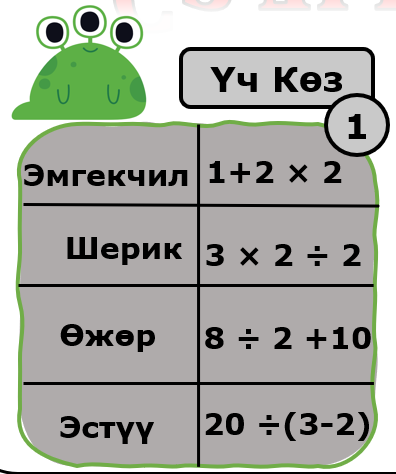 Үч Көз
1
Эмгекчил 1+2 × 2
Шерик 3 × 2 ÷ 2
Өжөр 8 ÷ 2 +10
Эстүү 20 ÷(3-2)